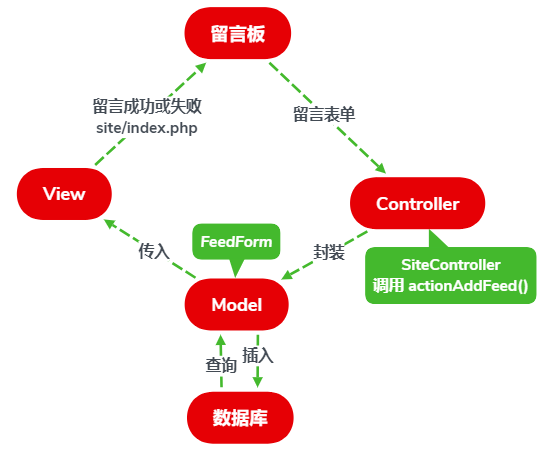 留言板
留言成功或失败
site/index.php
留言表单
View
Controller
FeedForm
传入
封装
SiteController
调用 actionAddFeed()
Model
查询
插入
数据库